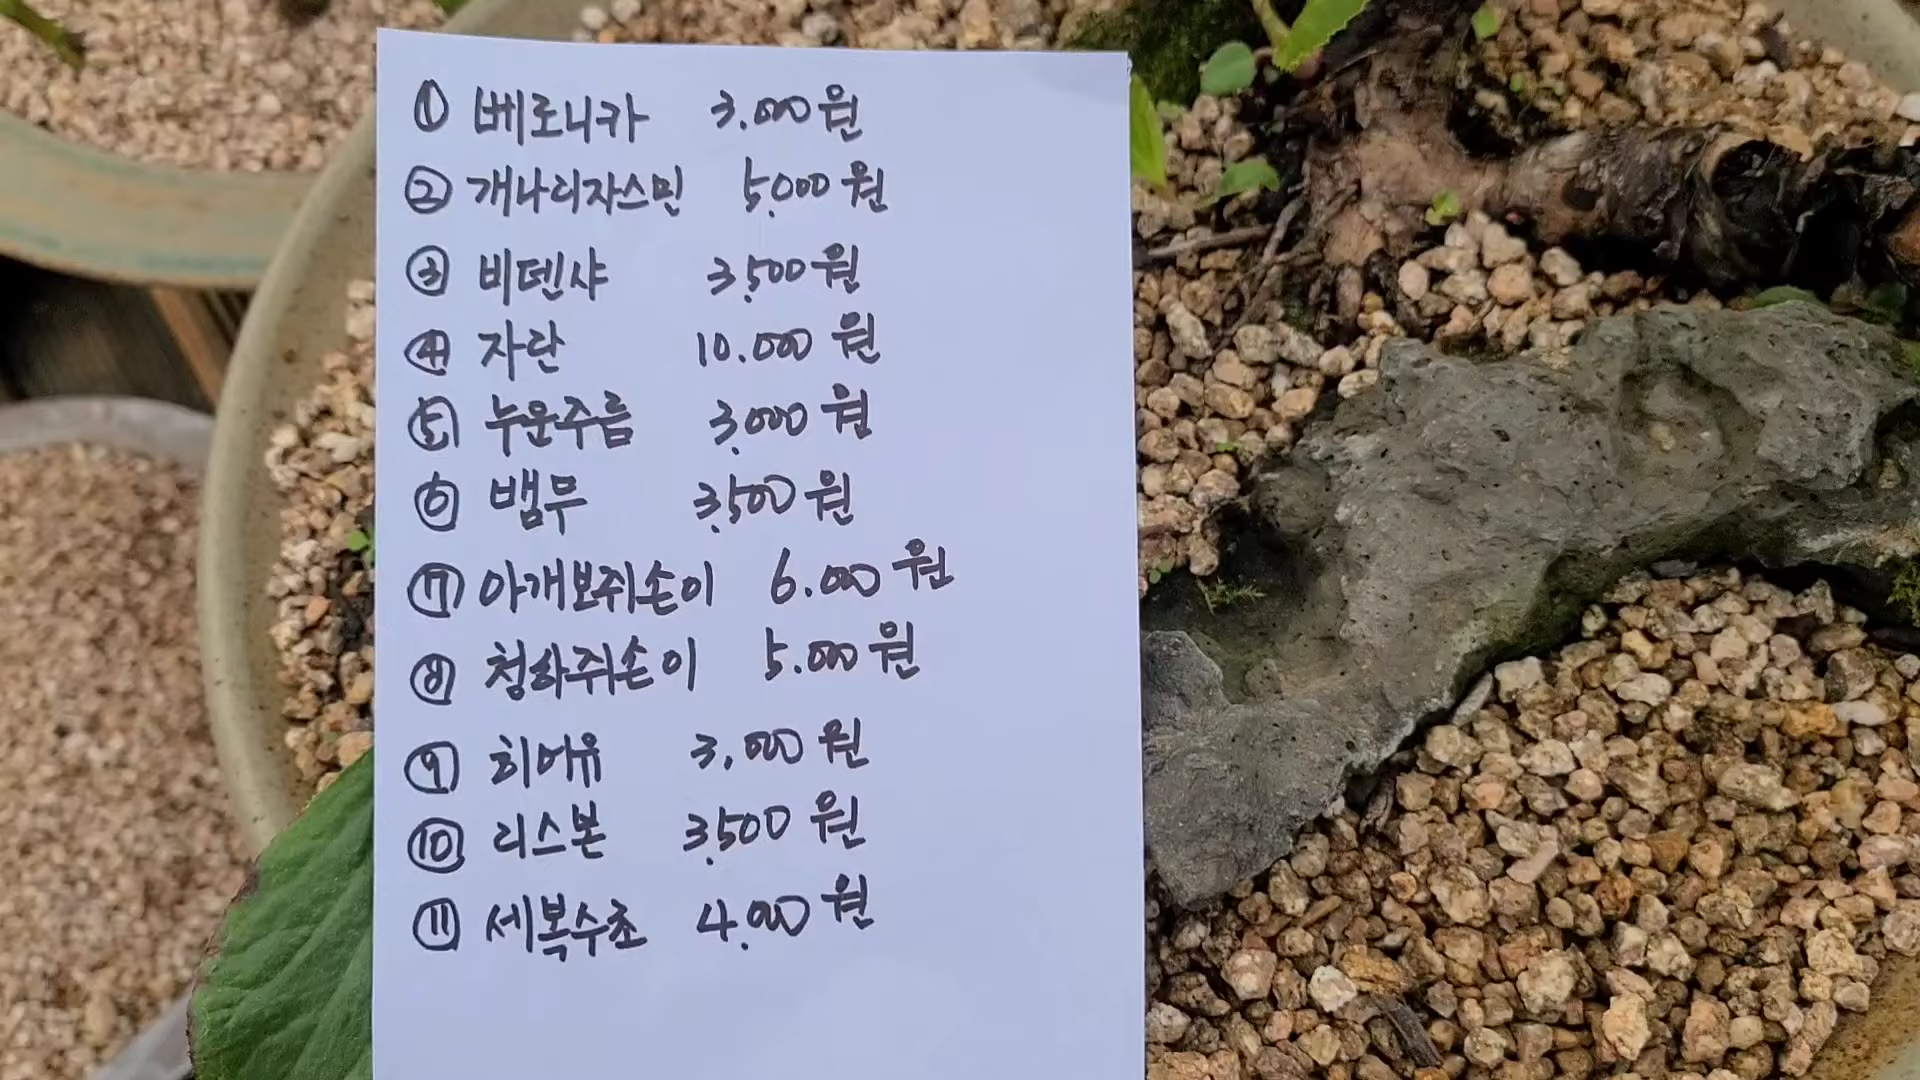 ① 베로니카 3.000원
② 개나리자스민 5.000원
③ 비덴샤 3.500원
④ 자란 10.000원
⑤ 누운주름 3.000원
⑥ 뱀무 3.500원
⑦ 아개보쥐손이 6.000원
⑧ 청하쥐손이 5.000원
⑨ 히어유 3.000원
⑩ 리스본 3.500원
⑪ 세복수초 4.000원